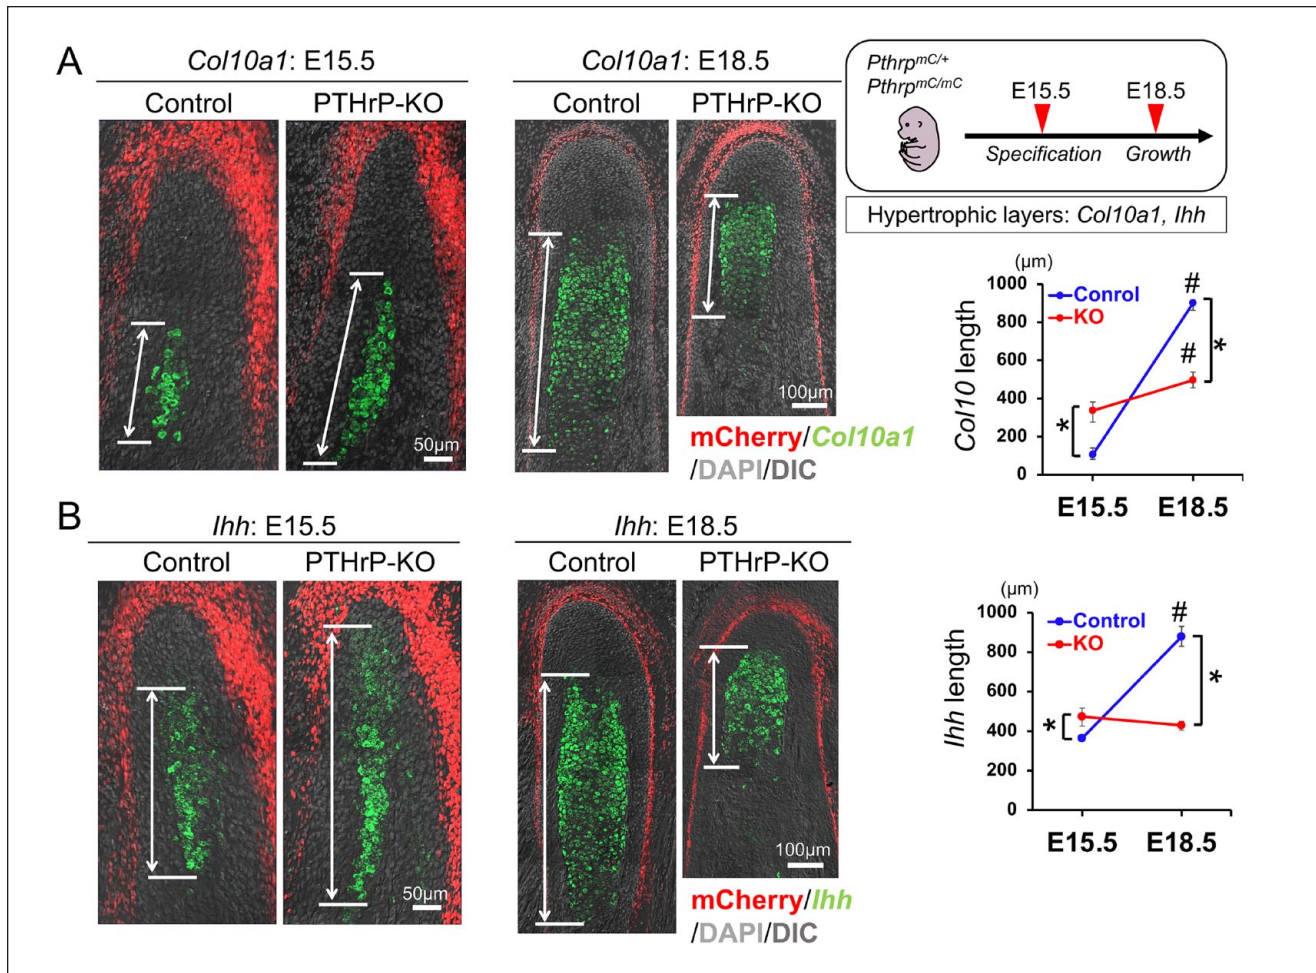 A
Col10a1: E15.5
Control PTHrP-KO
50μm
Col10a1: E18.5
Control PTHrP-KO
100μm
mCherry/Col10a1
/DAPI/DIC
Pthrp^mC/+
Pthrp^mC/mC
E15.5 E18.5
Specification Growth
Hypertrophic layers: Col10a1, Ihh
(μm)
1000
800
600
400
200
0
Col10 length
Conrol
KO
#
#
*
*
E15.5 E18.5
B
Ihh: E15.5
Control PTHrP-KO
50μm
Ihh: E18.5
Control PTHrP-KO
100μm
mCherry/Ihh
/DAPI/DIC
(μm)
1000
800
600
400
200
0
Ihh length
Control
KO
#
*
*
E15.5 E18.5